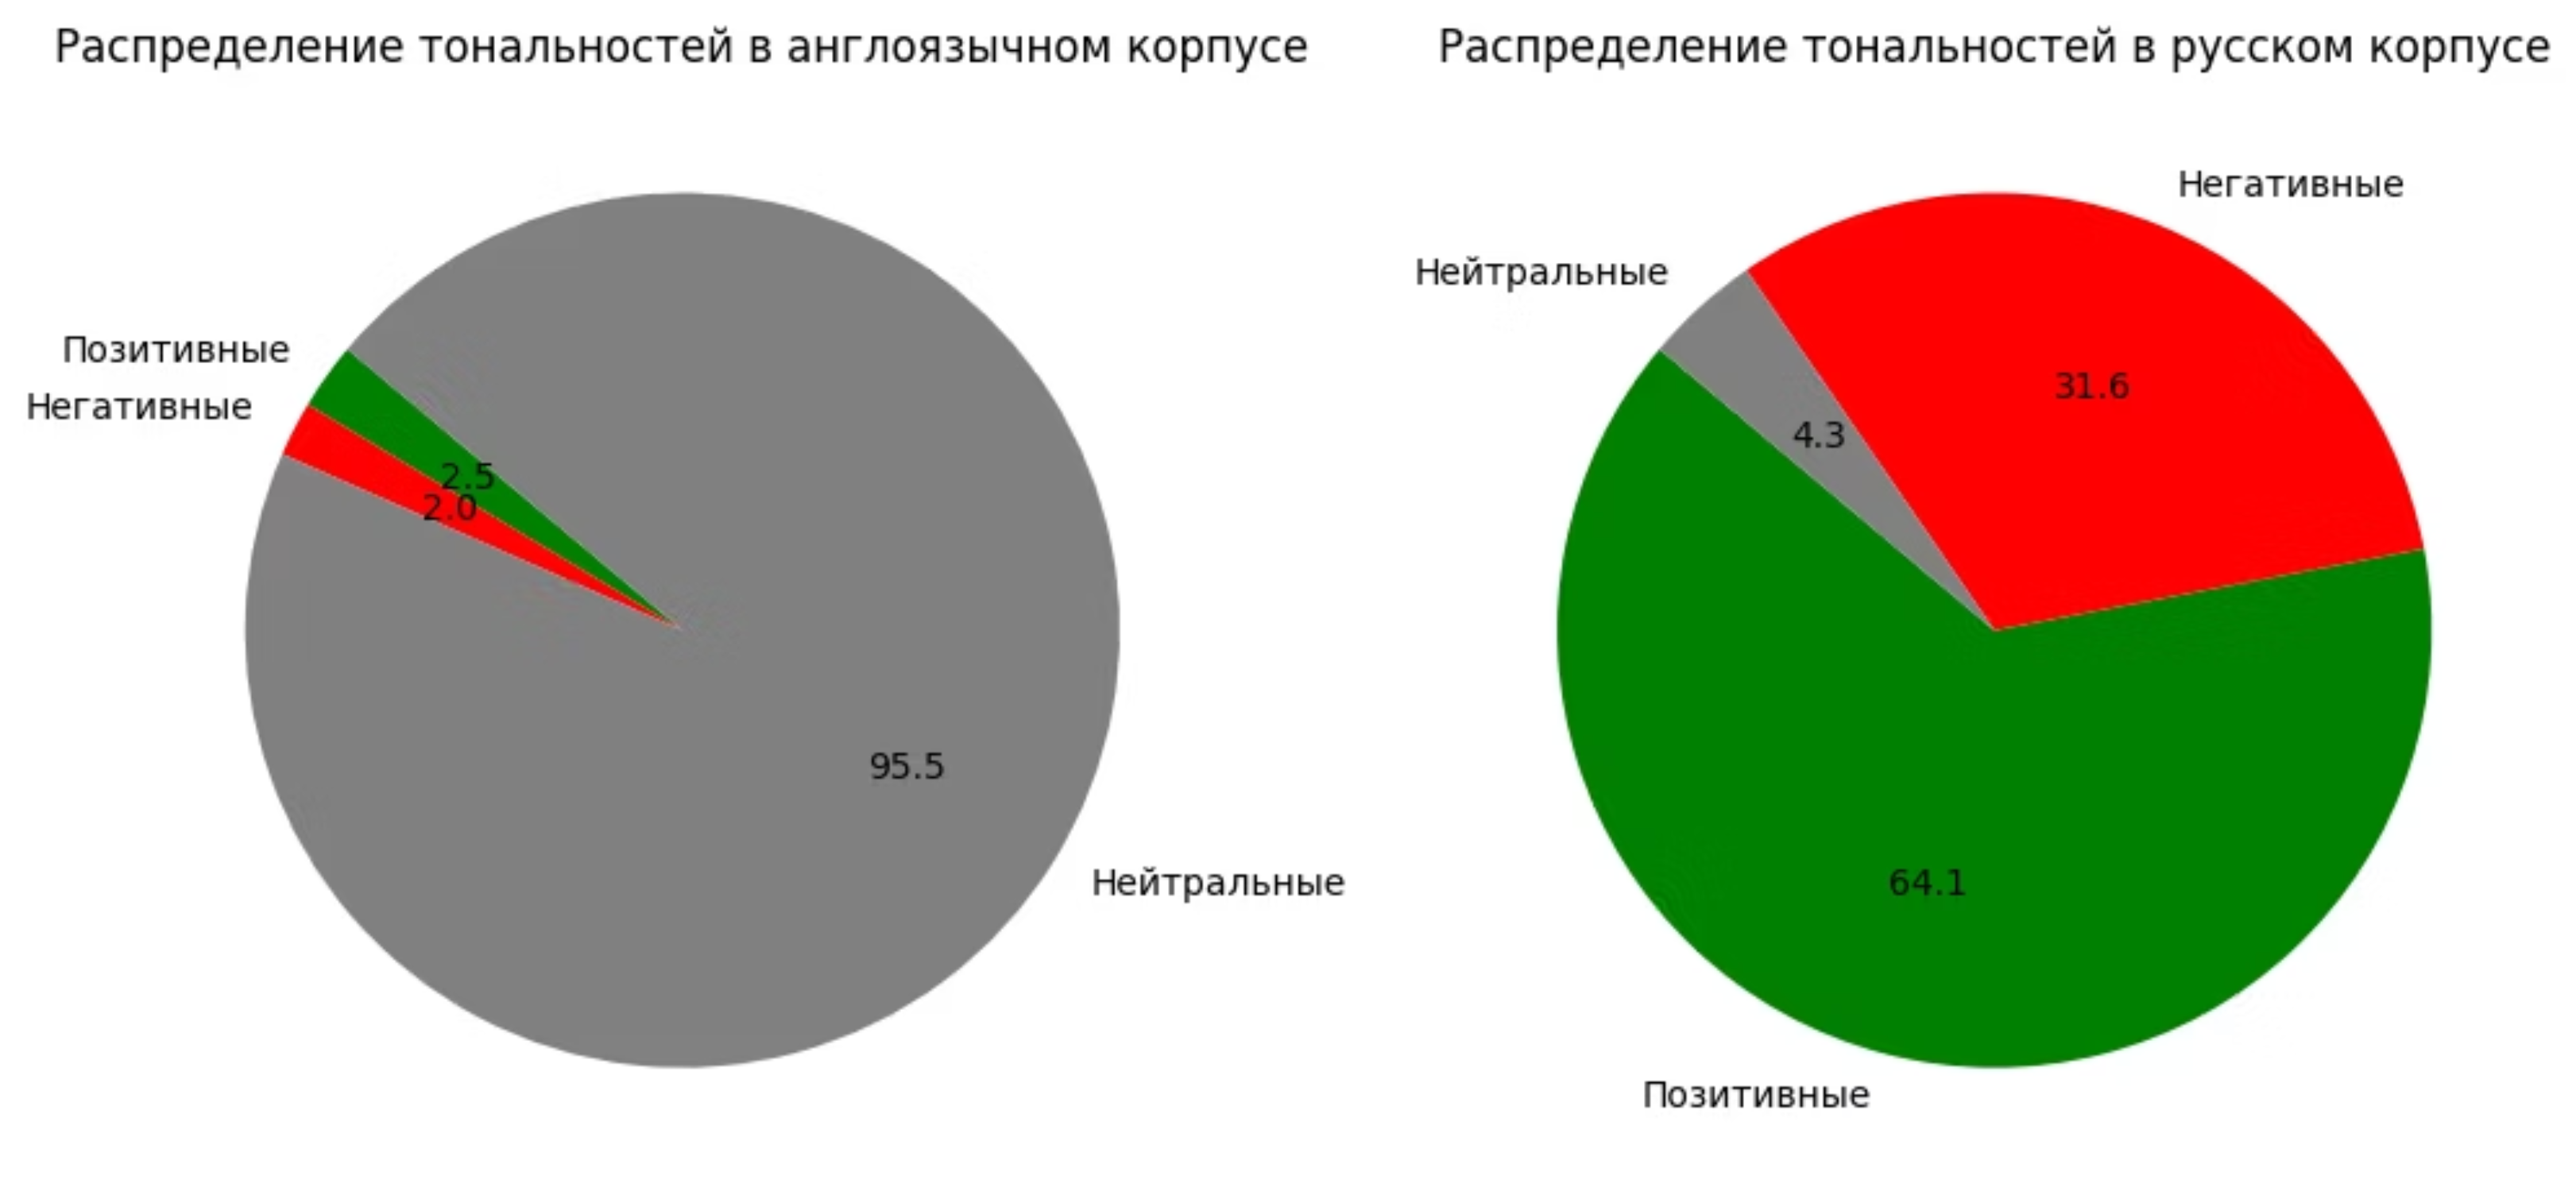 Распределение тональностей в англоязычном корпусе
Позитивные
Негативные
2.5
2.0
95.5
Нейтральные
Распределение тональностей в русском корпусе
Негативные
Нейтральные
31.6
4.3
64.1
Позитивные